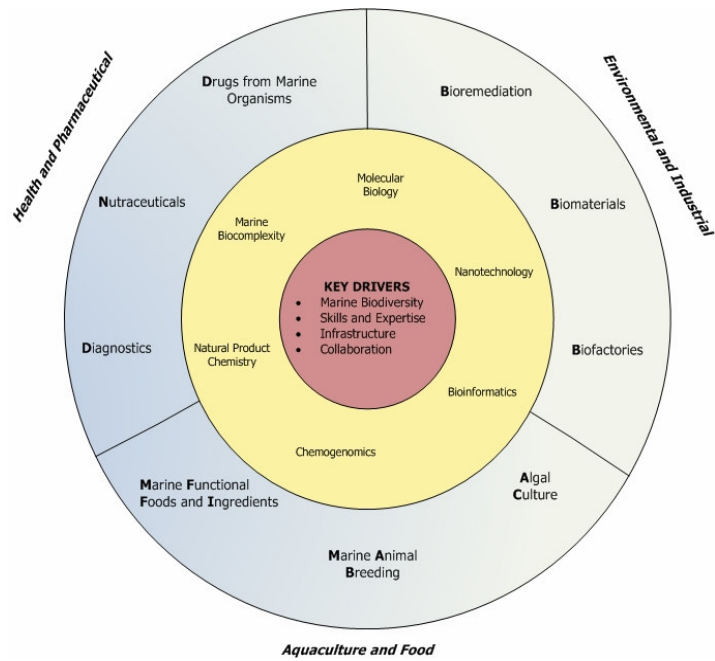 Health and Pharmaceutical
Environmental and Industrial
Drugs from Marine
Organisms
Bioremediation
Nutraceuticals
Biomaterials
Diagnostics
Biofactories
Molecular
Biology
Marine
Biocomplexity
Nanotechnology
KEY DRIVERS
• Marine Biodiversity
• Skills and Expertise
• Infrastructure
• Collaboration
Natural Product
Chemistry
Bioinformatics
Chemogenomics
Marine Functional
Foods and Ingredients
Algal
Culture
Marine Animal
Breeding
Aquaculture and Food